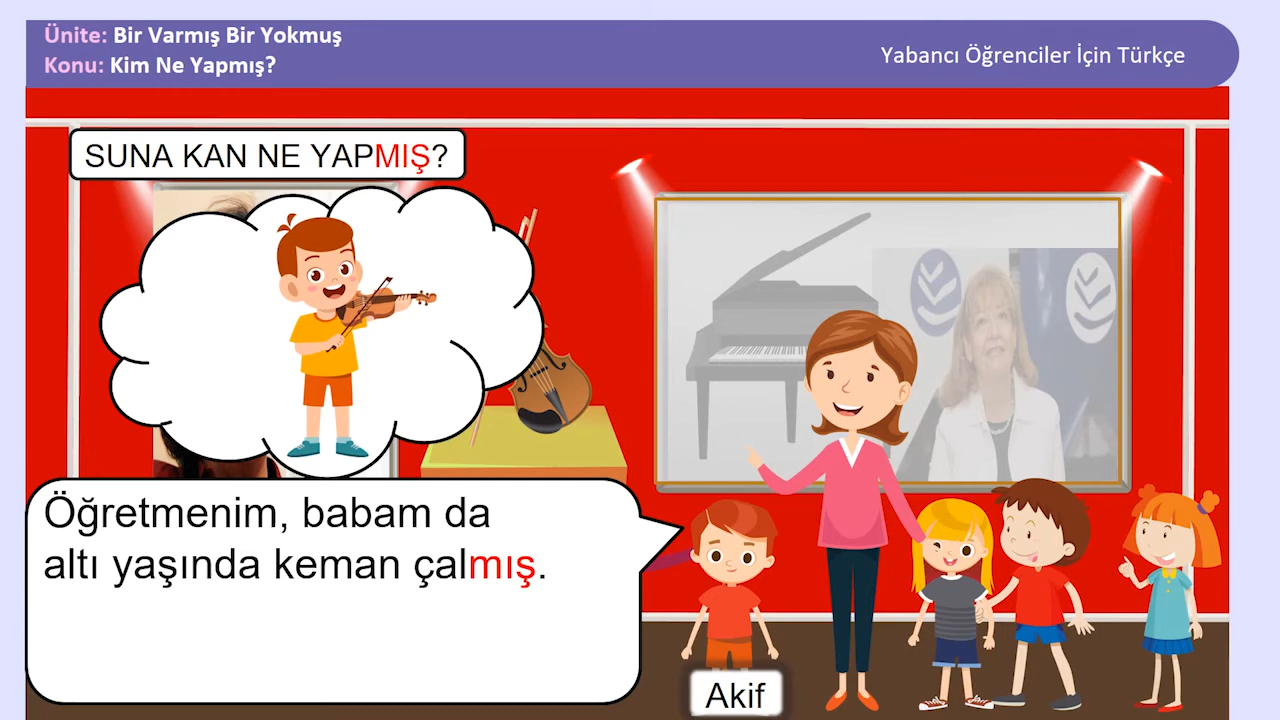 Ünite: Bir Varmış Bir Yokmuş
Konu: Kim Ne Yapmış?
Yabancı Öğrenciler İçin Türkçe
SUNA KAN NE YAPMIŞ?
Öğretmenim, babam da
altı yaşında keman çalmış.
Akif